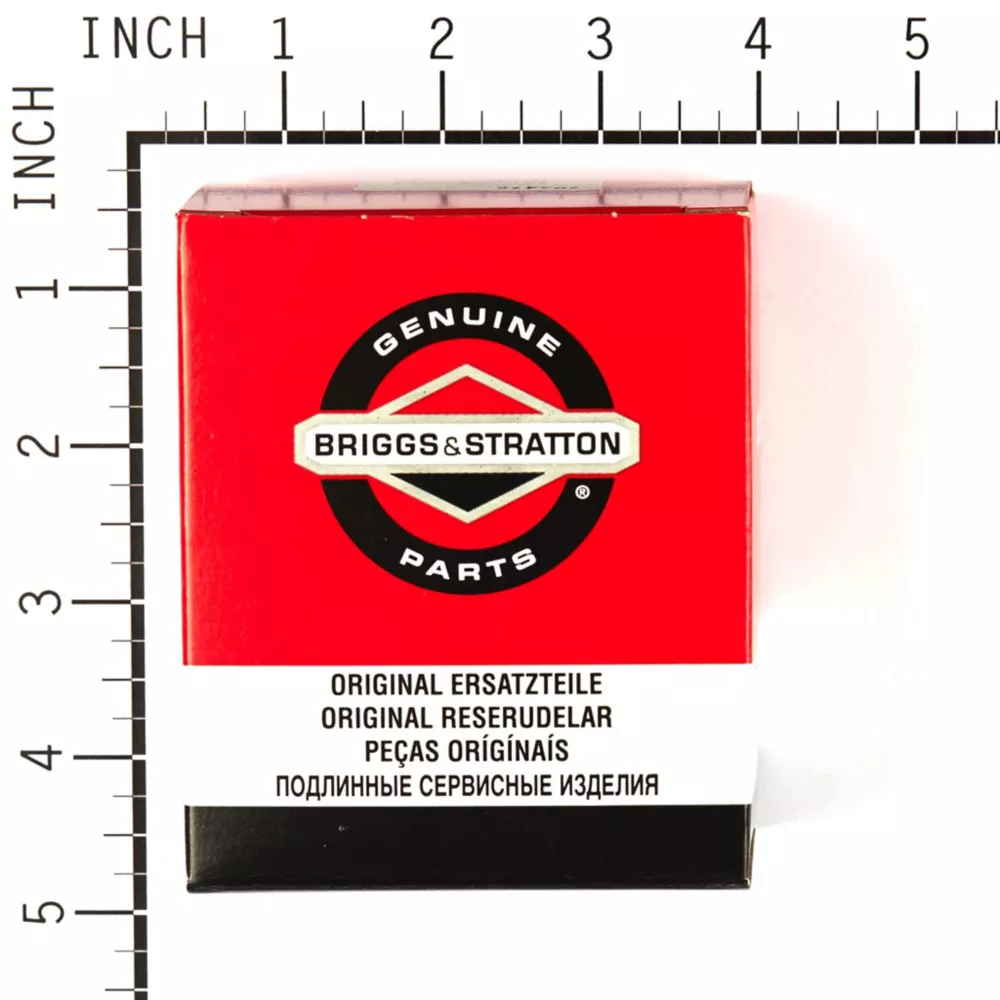 INCH 1 2 3 4 5
INCH
1
2
3
4
5
GENUINE
BRIGGS&STRATTON
®
PARTS
ORIGINAL ERSATZTEILE
ORIGINAL RESERUDELAR
PEÇAS ORÍGÍNAÍS
ПОДЛИННЫЕ СЕРВИСНЫЕ ИЗДЕЛИЯ